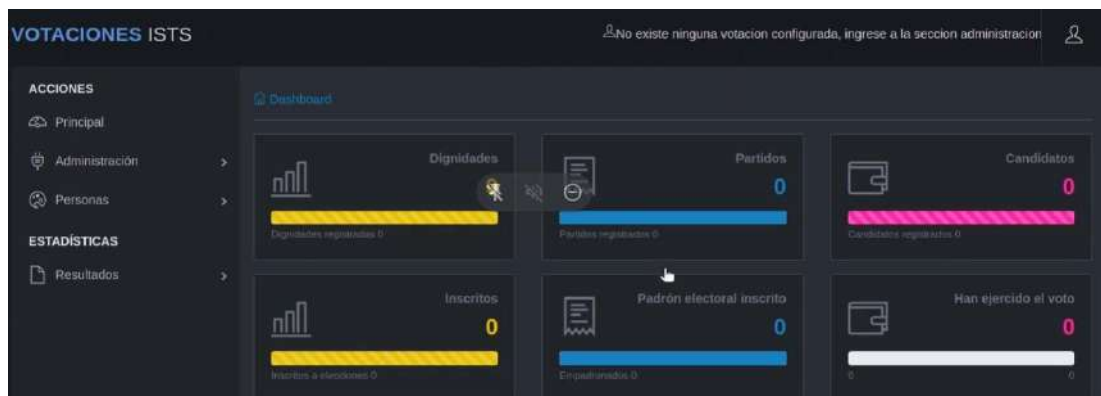 VOTACIONES ISTS
No existe ninguna votacion configurada, ingrese a la seccion administracion
ACCIONES
Principal
Administración
Personas
ESTADÍSTICAS
Resultados
Dashboard
Dignidades
Dignidades registradas 0
Partidos
0
Partidos registrados 0
Candidatos
0
Candidatos registrados 0
Inscritos
0
Inscritos a elecciones 0
Padrón electoral inscrito
0
Empadronados 0
Han ejercido el voto
0
0 0